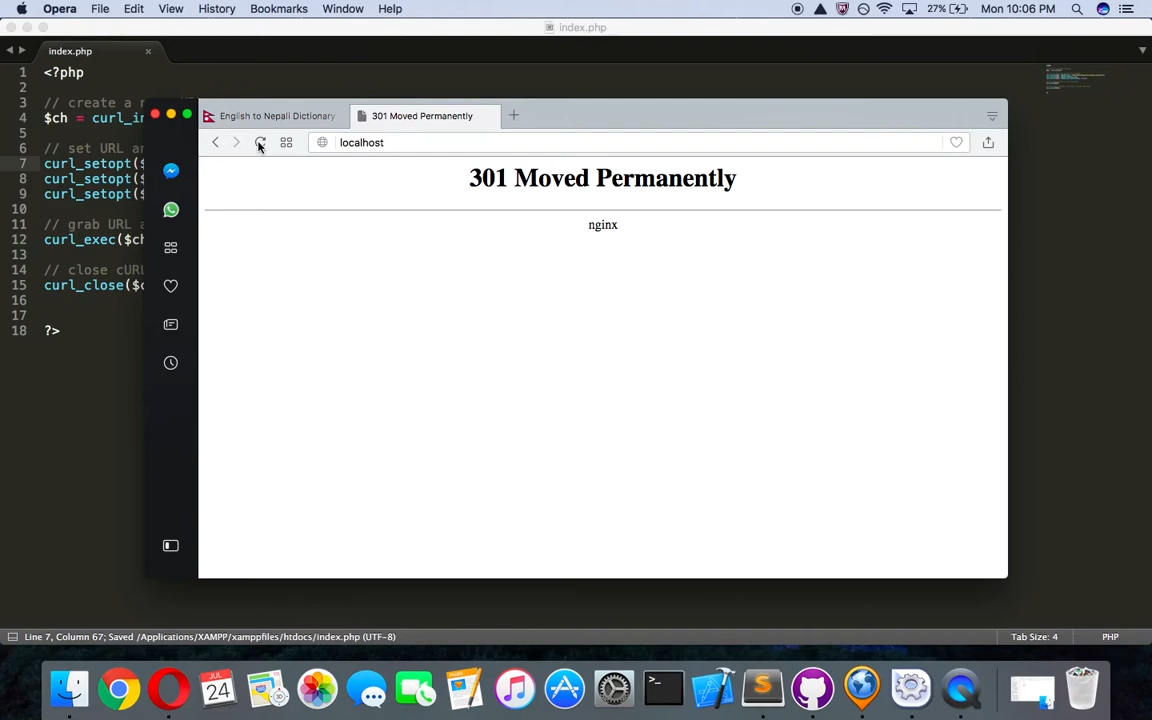 Opera File Edit View History Bookmarks Window Help 27% Mon 10:06 PM
index.php
index.php
1 <?php
2
3 // create a n
4 $ch = curl_in
5
6 // set URL an
7 curl_setopt($
8 curl_setopt($
9 curl_setopt($
10
11 // grab URL a
12 curl_exec($ch
13
14 // close cURL
15 curl_close($c
16
17
18 ?>
English to Nepali Dictionary 301 Moved Permanently
localhost
301 Moved Permanently
nginx
Line 7, Column 67; Saved /Applications/XAMPP/xamppfiles/htdocs/index.php (UTF-8) Tab Size: 4 PHP
JUL
24